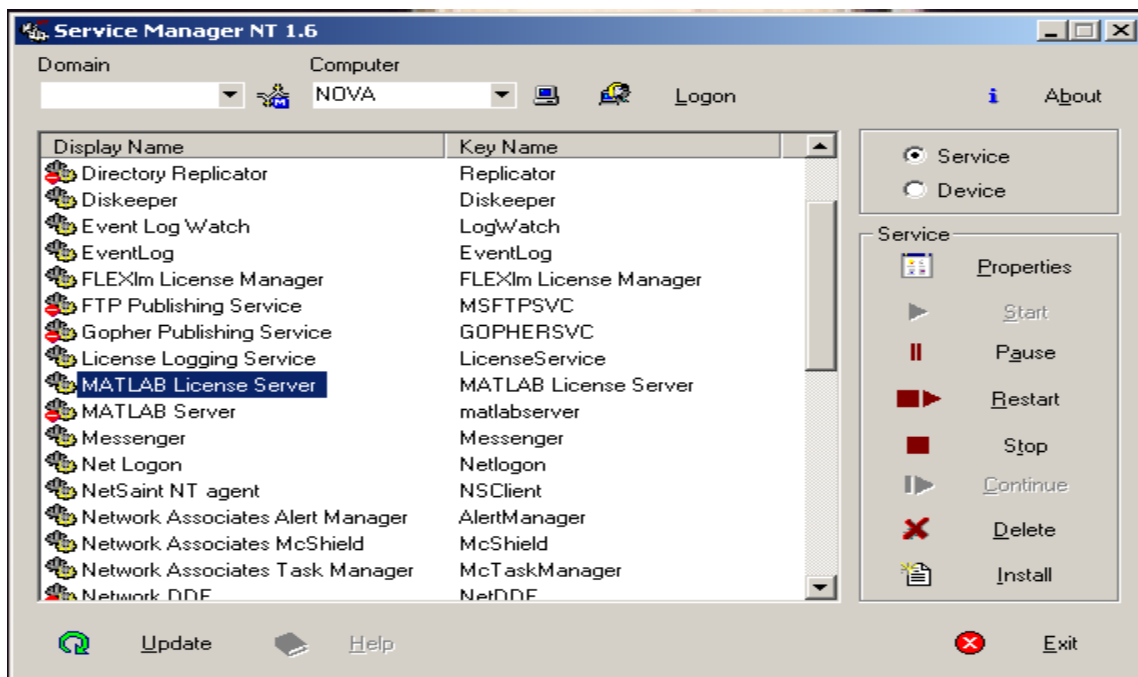 Service Manager NT 1.6
Domain Computer
NOVA Logon About
Display Name Key Name
Directory Replicator Replicator
Diskeeper Diskeeper
Event Log Watch LogWatch
EventLog EventLog
FLEXlm License Manager FLEXlm License Manager
FTP Publishing Service MSFTPSVC
Gopher Publishing Service GOPHERSVC
License Logging Service LicenseService
MATLAB License Server MATLAB License Server
MATLAB Server matlabserver
Messenger Messenger
Net Logon Netlogon
NetSaint NT agent NSClient
Network Associates Alert Manager AlertManager
Network Associates McShield McShield
Network Associates Task Manager McTaskManager
Network DDE NetDDE
Service
Device
Service
Properties
Start
Pause
Restart
Stop
Continue
Delete
Install
Update Help Exit